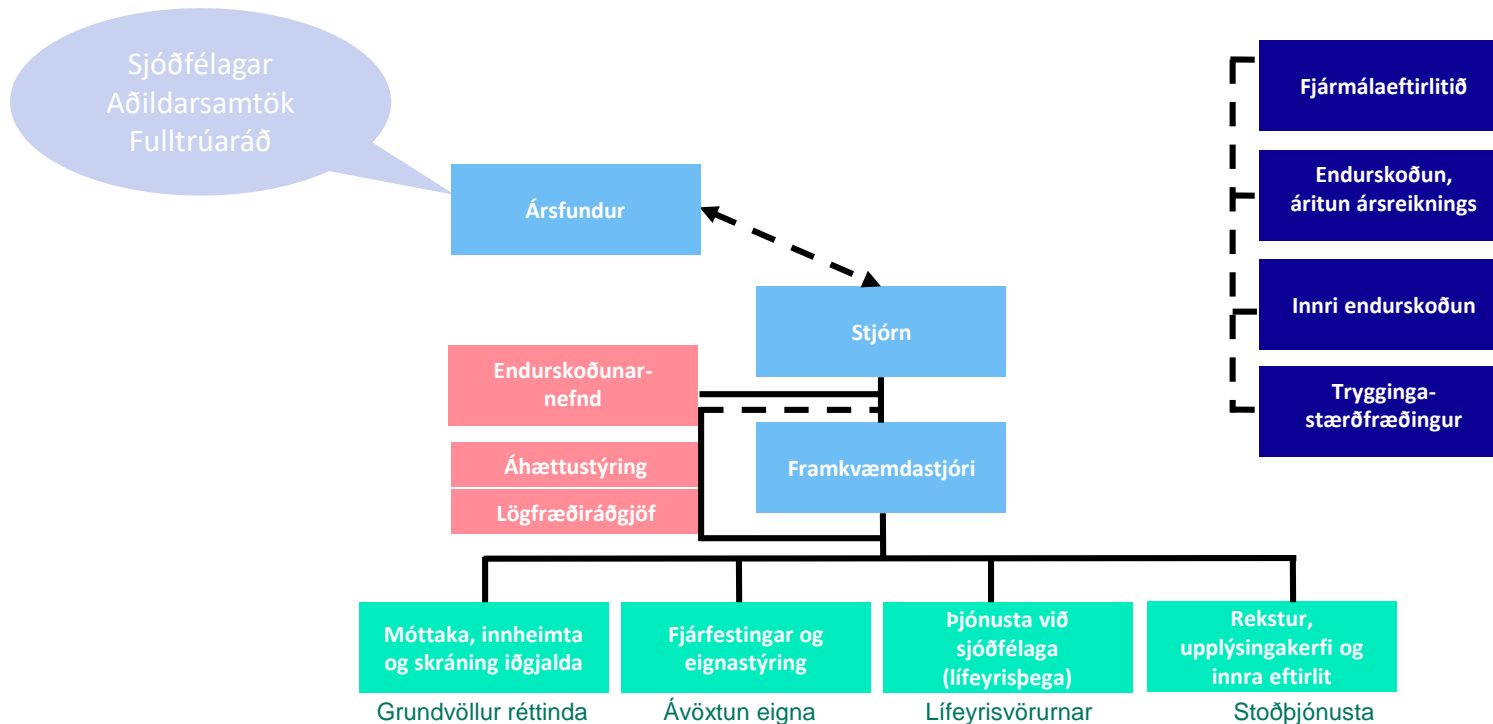 Sjóðfélagar
Aðildarsamtök
Fulltrúaráð
Ársfundur
Stjórn
Endurskoðunar-
nefnd
Áhættustýring
Lögfræðiráðgjöf
Framkvæmdastjóri
Fjármálaeftirlitið
Endurskoðun,
áritun ársreiknings
Innri endurskoðun
Trygginga-
stærðfræðingur
Móttaka, innheimta
og skráning iðgjalda
Grundvöllur réttinda
Fjárfestingar og
eignastýring
Ávöxtun eigna
Þjónusta við
sjóðfélaga
(lífeyrisþega)
Lífeyrisvörurnar
Rekstur,
upplýsingakerfi og
innra eftirlit
Stoðþjónusta